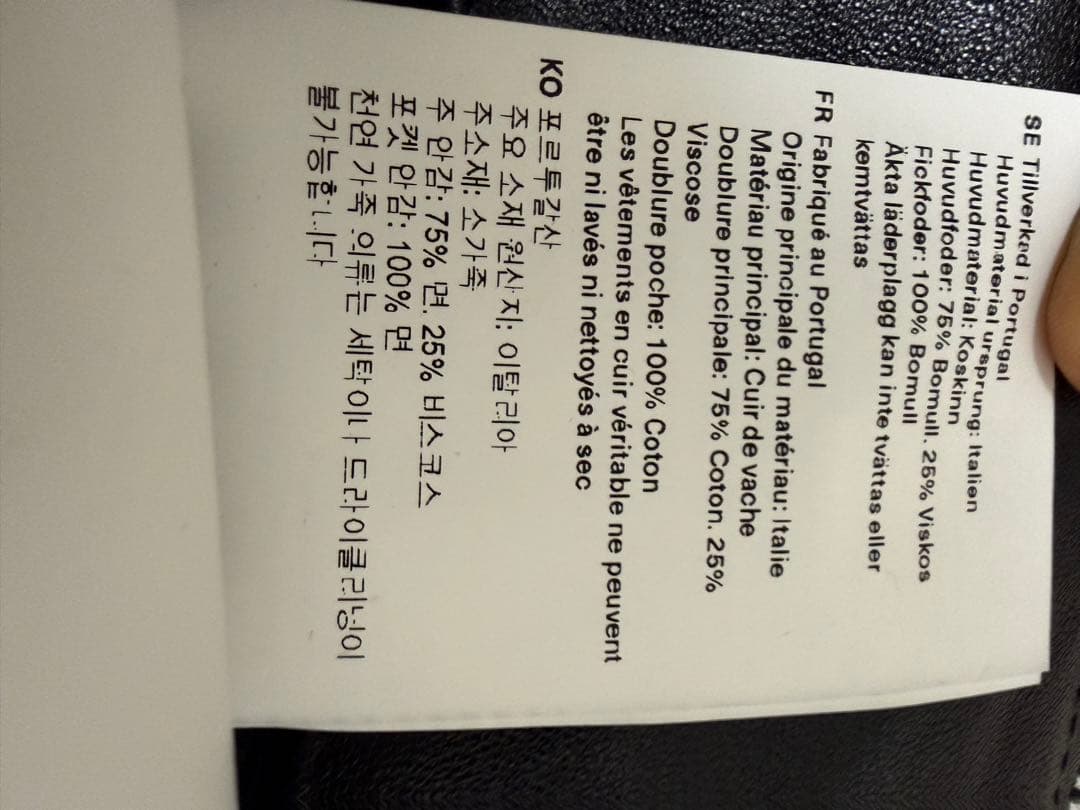 SE Tillverkad i Portugal
Huvudmaterial ursprung: Italien
Huvudmaterial: Koskinn
Huvudfoder: 75% Bomull. 25% Viskos
Fickfoder: 100% Bomull
Äkta läderplagg kan inte tvättas eller
kemtvättas
FR Fabriqué au Portugal
Origine principale du matériau: Italie
Matériau principal: Cuir de vache
Doublure principale: 75% Coton. 25%
Viscose
Doublure poche: 100% Coton
Les vêtements en cuir véritable ne peuvent
être ni lavés ni nettoyés à sec
KO 포르투갈산
주요 소재 원산지: 이탈리아
주소재: 소가죽
주 안감: 75% 면. 25% 비스코스
포켓 안감: 100% 면
천연 가죽 의류는 세탁이나 드라이클리닝이
불가능합니다